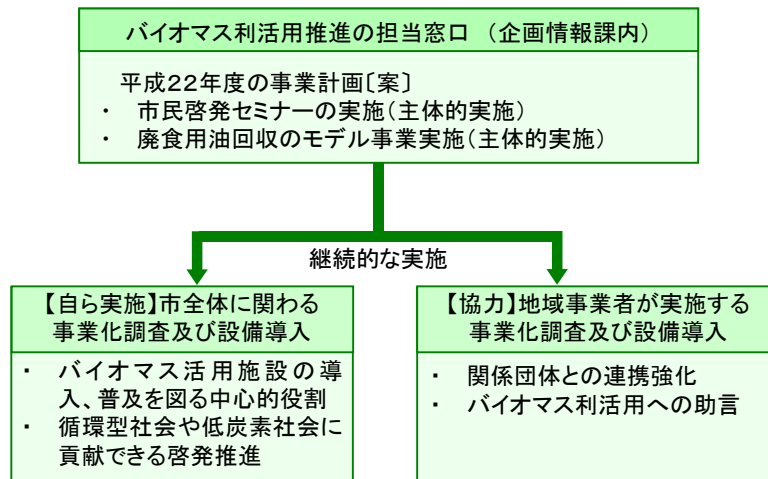 バイオマス利活用推進の担当窓口 (企画情報課内)
平成22年度の事業計画〔案〕
・ 市民啓発セミナーの実施(主体的実施)
・ 廃食用油回収のモデル事業実施(主体的実施)
継続的な実施
【自ら実施】市全体に関わる
事業化調査及び設備導入
・ バイオマス活用施設の導
入、普及を図る中心的役割
・ 循環型社会や低炭素社会に
貢献できる啓発推進
【協力】地域事業者が実施する
事業化調査及び設備導入
・ 関係団体との連携強化
・ バイオマス利活用への助言